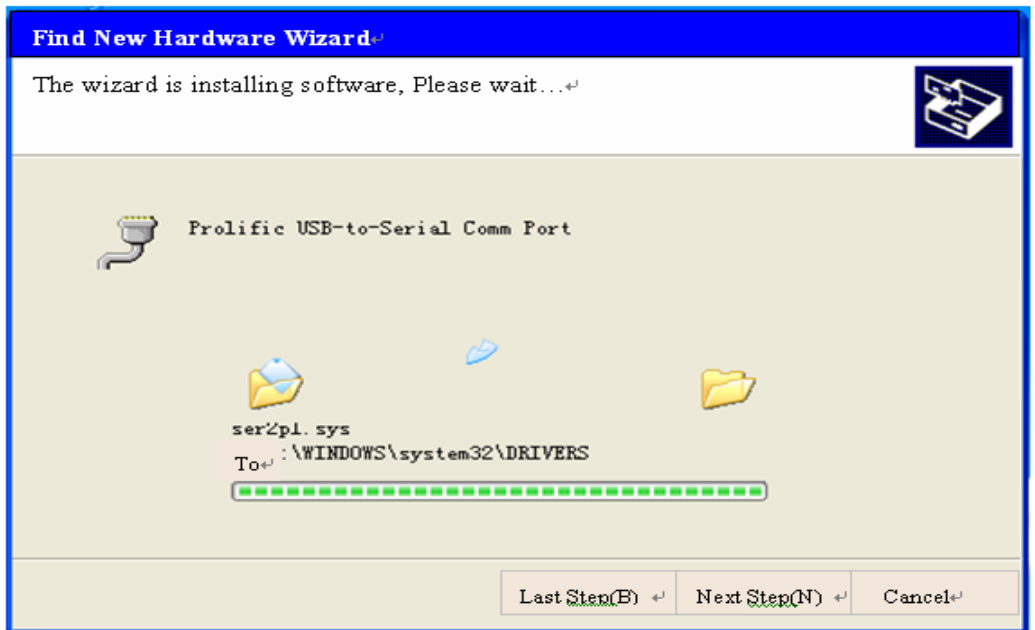 Find New Hardware Wizard↵
The wizard is installing software, Please wait...↵
Prolific USB-to-Serial Comm Port
ser2pl.sys
To↵ :\WINDOWS\system32\DRIVERS
Last Step(B) ↵ Next Step(N) ↵ Cancel↵